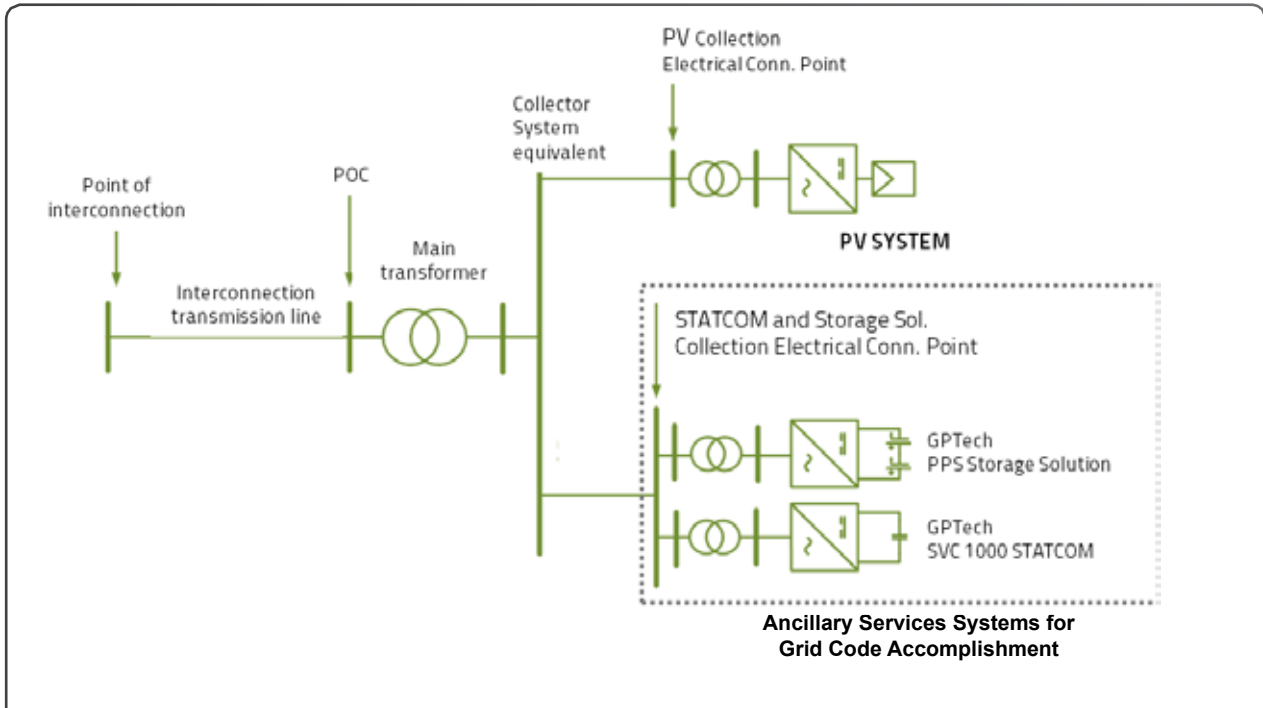 PV Collection
Electrical Conn. Point
Collector
System
equivalent
POC
Point of
interconnection
Main
transformer
Interconnection
transmission line
PV SYSTEM
STATCOM and Storage Sol.
Collection Electrical Conn. Point
GPTech
PPS Storage Solution
GPTech
SVC 1000 STATCOM
Ancillary Services Systems for
Grid Code Accomplishment